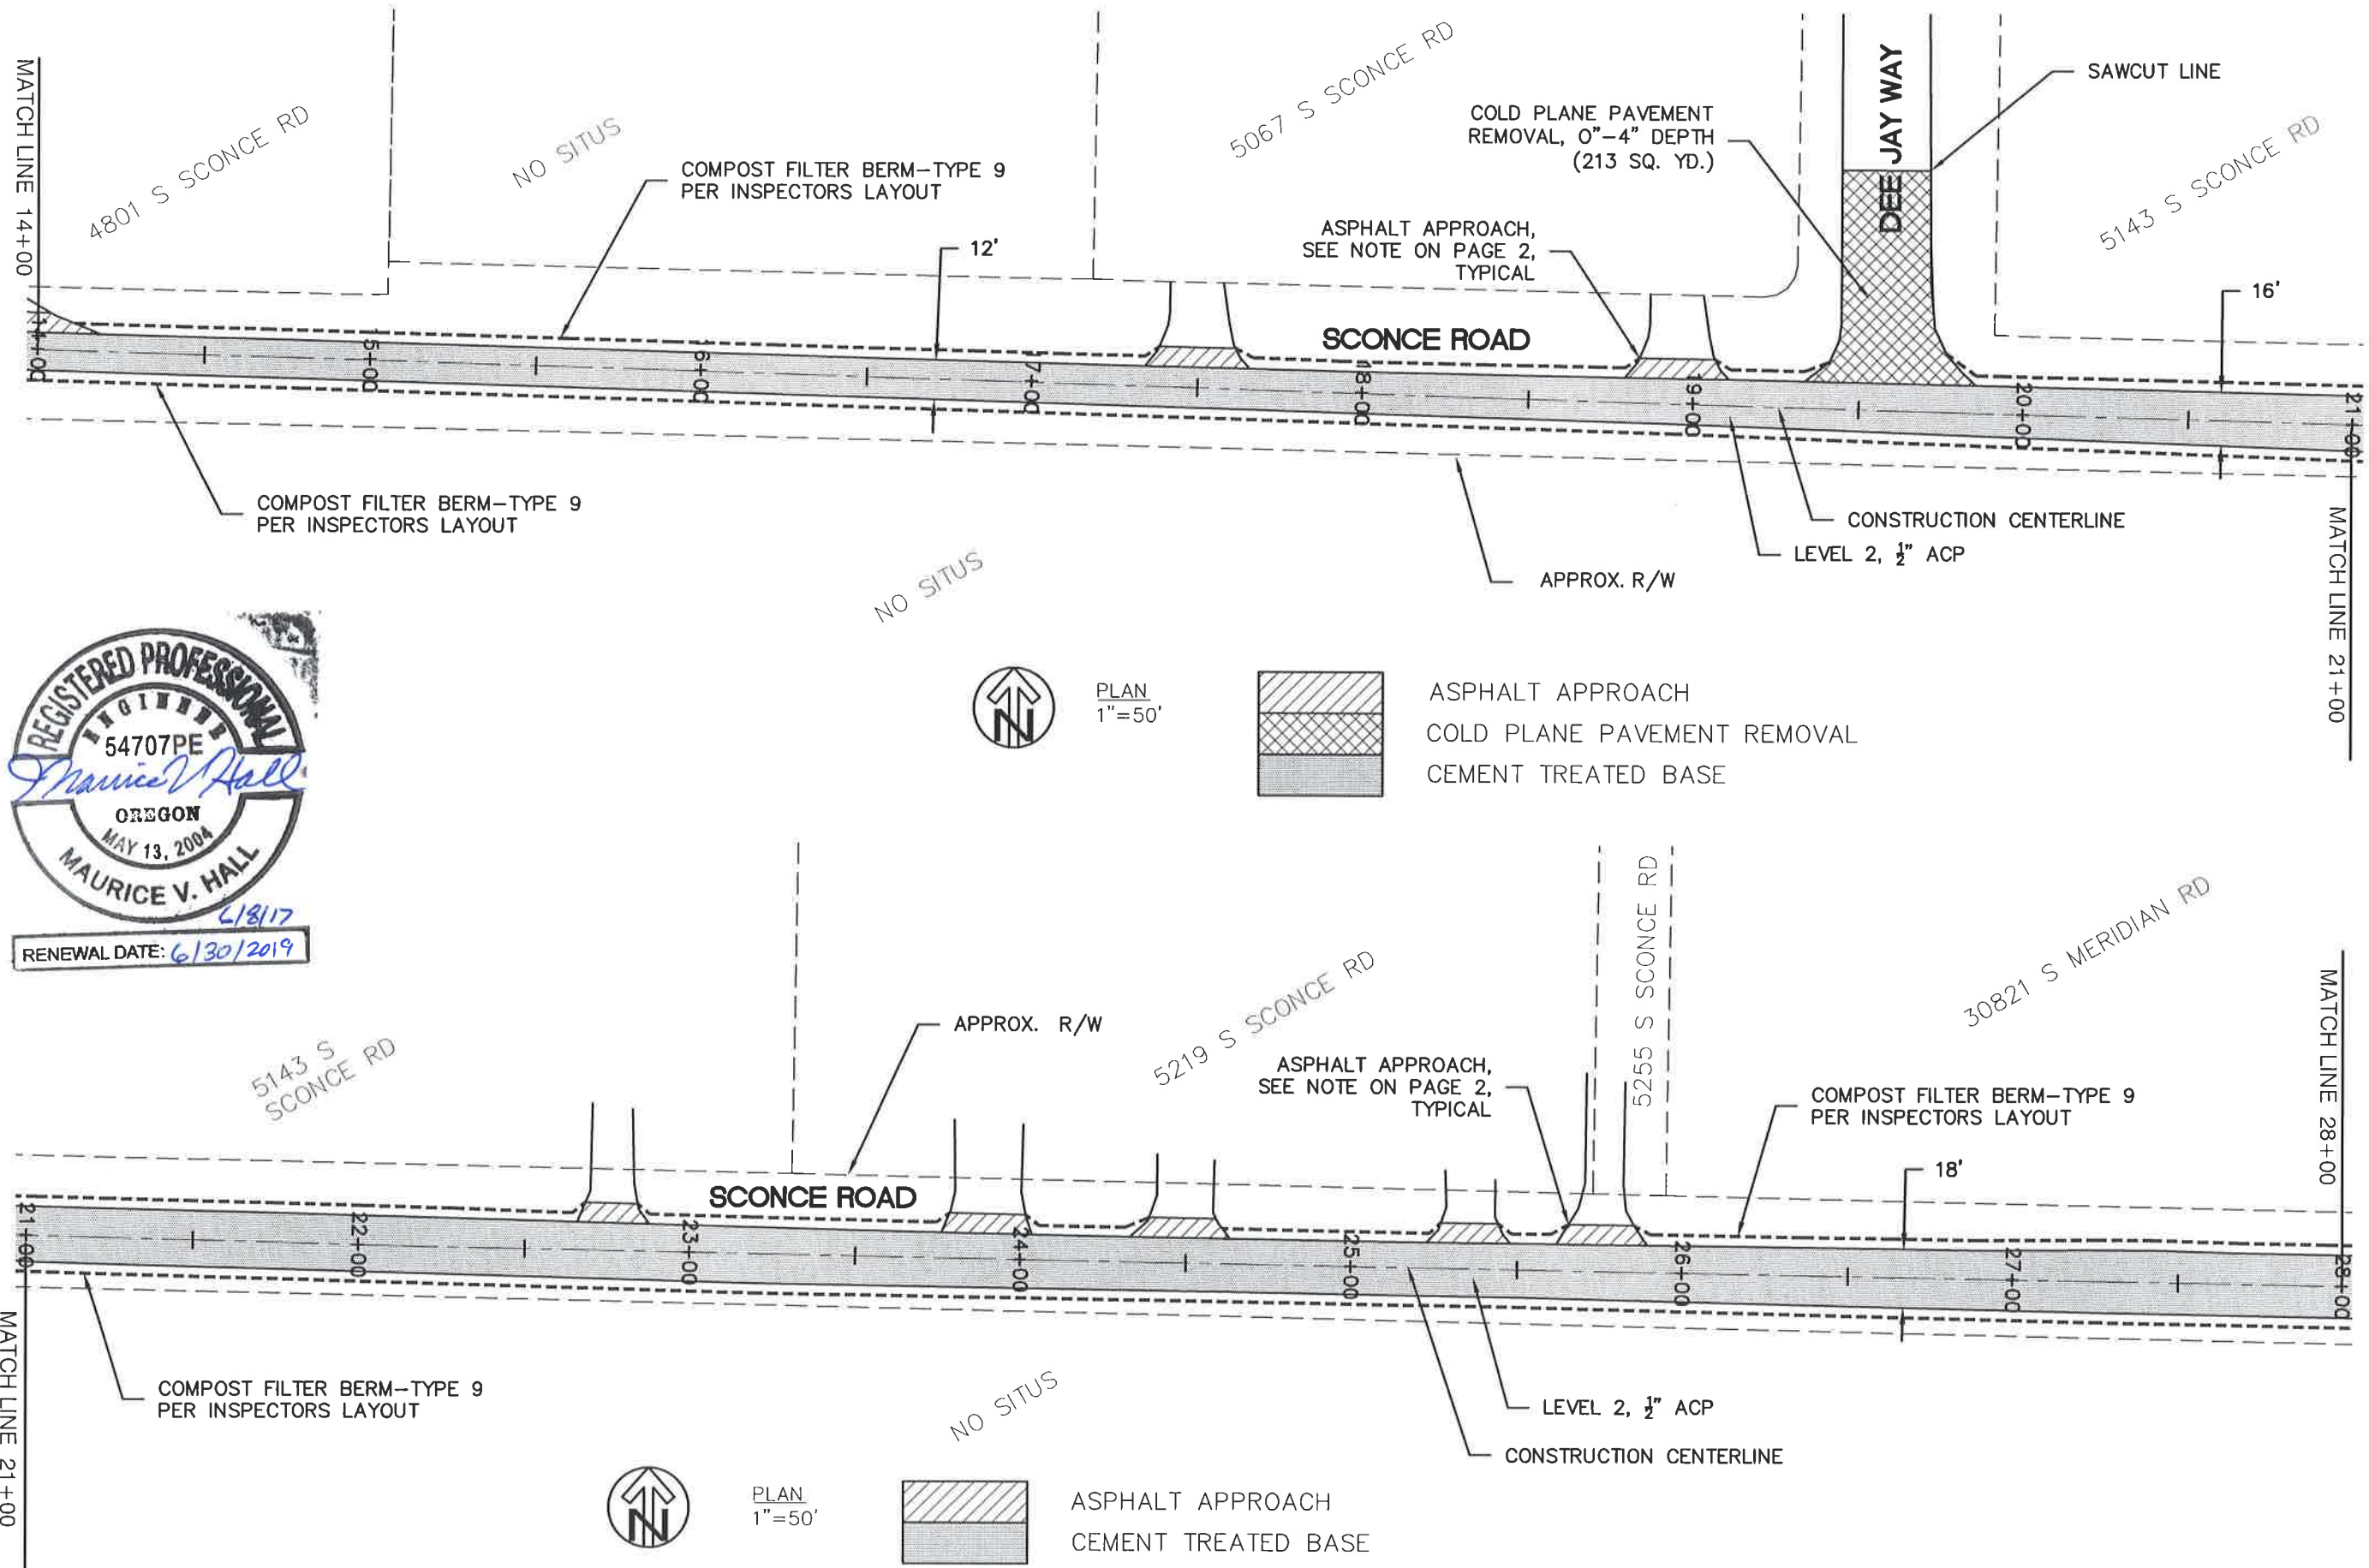 MATCH LINE 14+00
4801 S SCONCE RD
NO SITUS
COMPOST FILTER BERM-TYPE 9
PER INSPECTORS LAYOUT
12'
5067 S SCONCE RD
COLD PLANE PAVEMENT
REMOVAL, 0"-4" DEPTH
(213 SQ. YD.)
ASPHALT APPROACH,
SEE NOTE ON PAGE 2,
TYPICAL
DEE JAY WAY
SAWCUT LINE
5143 S SCONCE RD
16'
SCONCE ROAD
14+00
15+00
16+00
17+00
18+00
19+00
20+00
21+00
COMPOST FILTER BERM-TYPE 9
PER INSPECTORS LAYOUT
CONSTRUCTION CENTERLINE
LEVEL 2, ½" ACP
APPROX. R/W
NO SITUS
MATCH LINE 21+00
REGISTERED PROFESSIONAL
ENGINEER
54707PE
Maurice V Hall
OREGON
MAY 13, 2004
MAURICE V. HALL
6/8/17
RENEWAL DATE: 6/30/2019
N
PLAN
1"=50'
ASPHALT APPROACH
COLD PLANE PAVEMENT REMOVAL
CEMENT TREATED BASE
5143 S
SCONCE RD
APPROX. R/W
5219 S SCONCE RD
ASPHALT APPROACH,
SEE NOTE ON PAGE 2,
TYPICAL
5255 S SCONCE RD
30821 S MERIDIAN RD
COMPOST FILTER BERM-TYPE 9
PER INSPECTORS LAYOUT
18'
MATCH LINE 28+00
SCONCE ROAD
21+00
22+00
23+00
24+00
25+00
26+00
27+00
28+00
MATCH LINE 21+00
COMPOST FILTER BERM-TYPE 9
PER INSPECTORS LAYOUT
NO SITUS
LEVEL 2, ½" ACP
CONSTRUCTION CENTERLINE
N
PLAN
1"=50'
ASPHALT APPROACH
CEMENT TREATED BASE